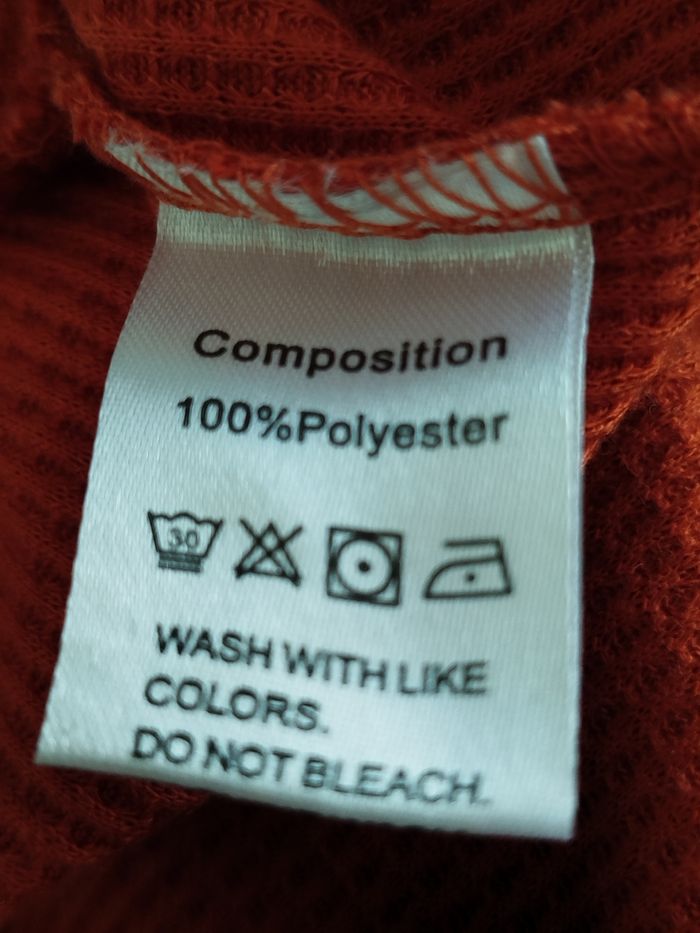 Composition
100%Polyester
30
WASH WITH LIKE
COLORS.
DO NOT BLEACH.